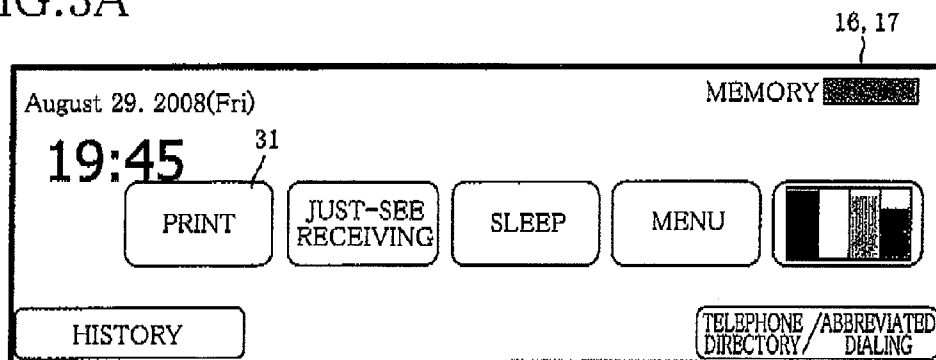 IG.3A
16, 17
August 29. 2008(Fri)
MEMORY
19:45
31
PRINT
JUST-SEE
RECEIVING
SLEEP
MENU
HISTORY
TELEPHONE /ABBREVIATED
DIRECTORY/ DIALING